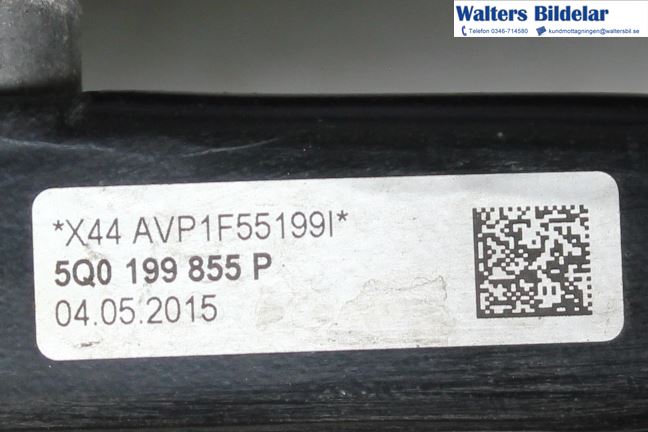 Walters Bildelar
Telefon 0346-714580 kundmottagningen@waltersbil.se
*X44 AVP1F55199I*
5Q0 199 855 P
04.05.2015